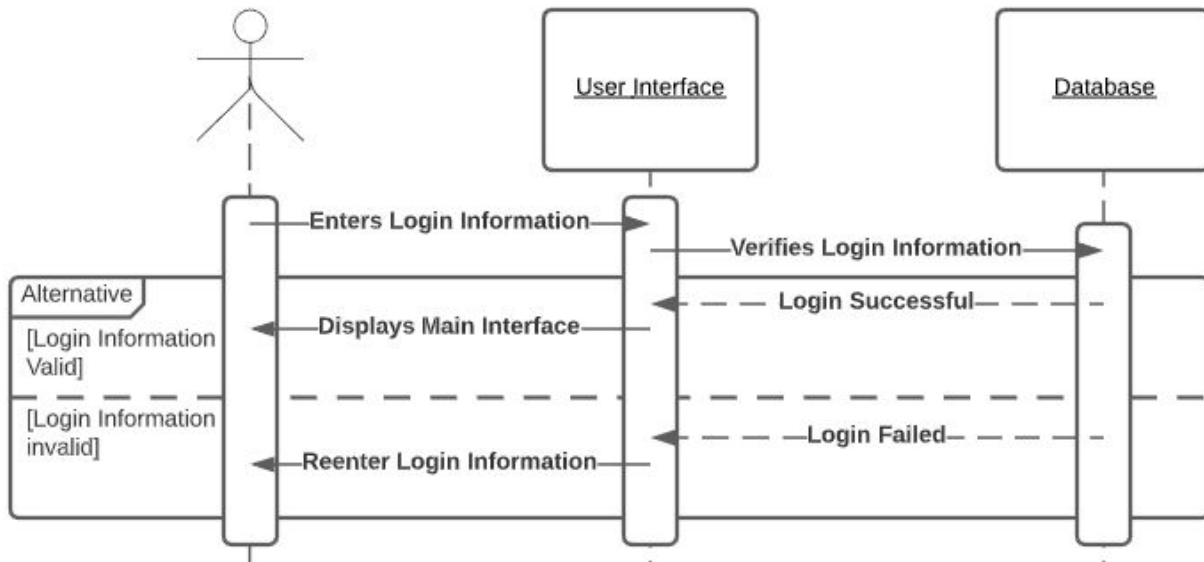 User Interface
Database
Enters Login Information
Verifies Login Information
Alternative
Login Successful
Displays Main Interface
[Login Information
Valid]
[Login Information
invalid]
Login Failed
Reenter Login Information